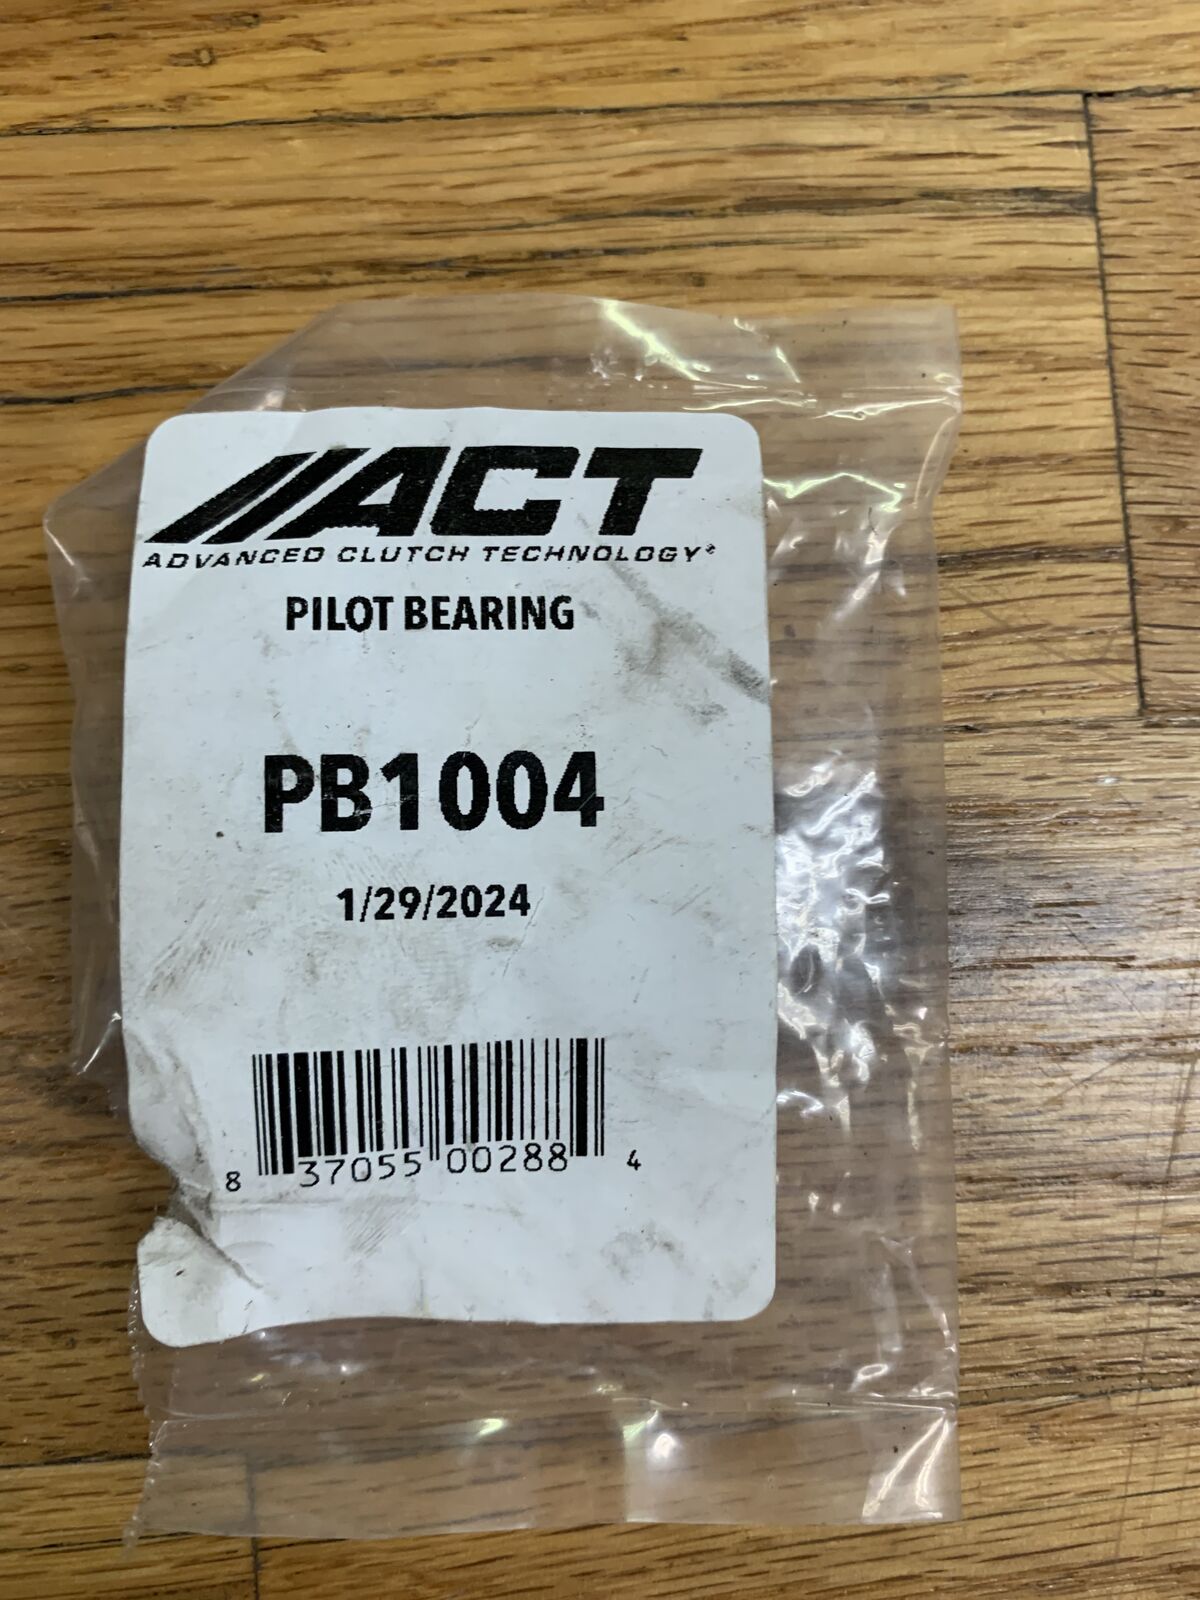 ACT
ADVANCED CLUTCH TECHNOLOGY®
PILOT BEARING
PB1004
1/29/2024
8 37055 00288 4